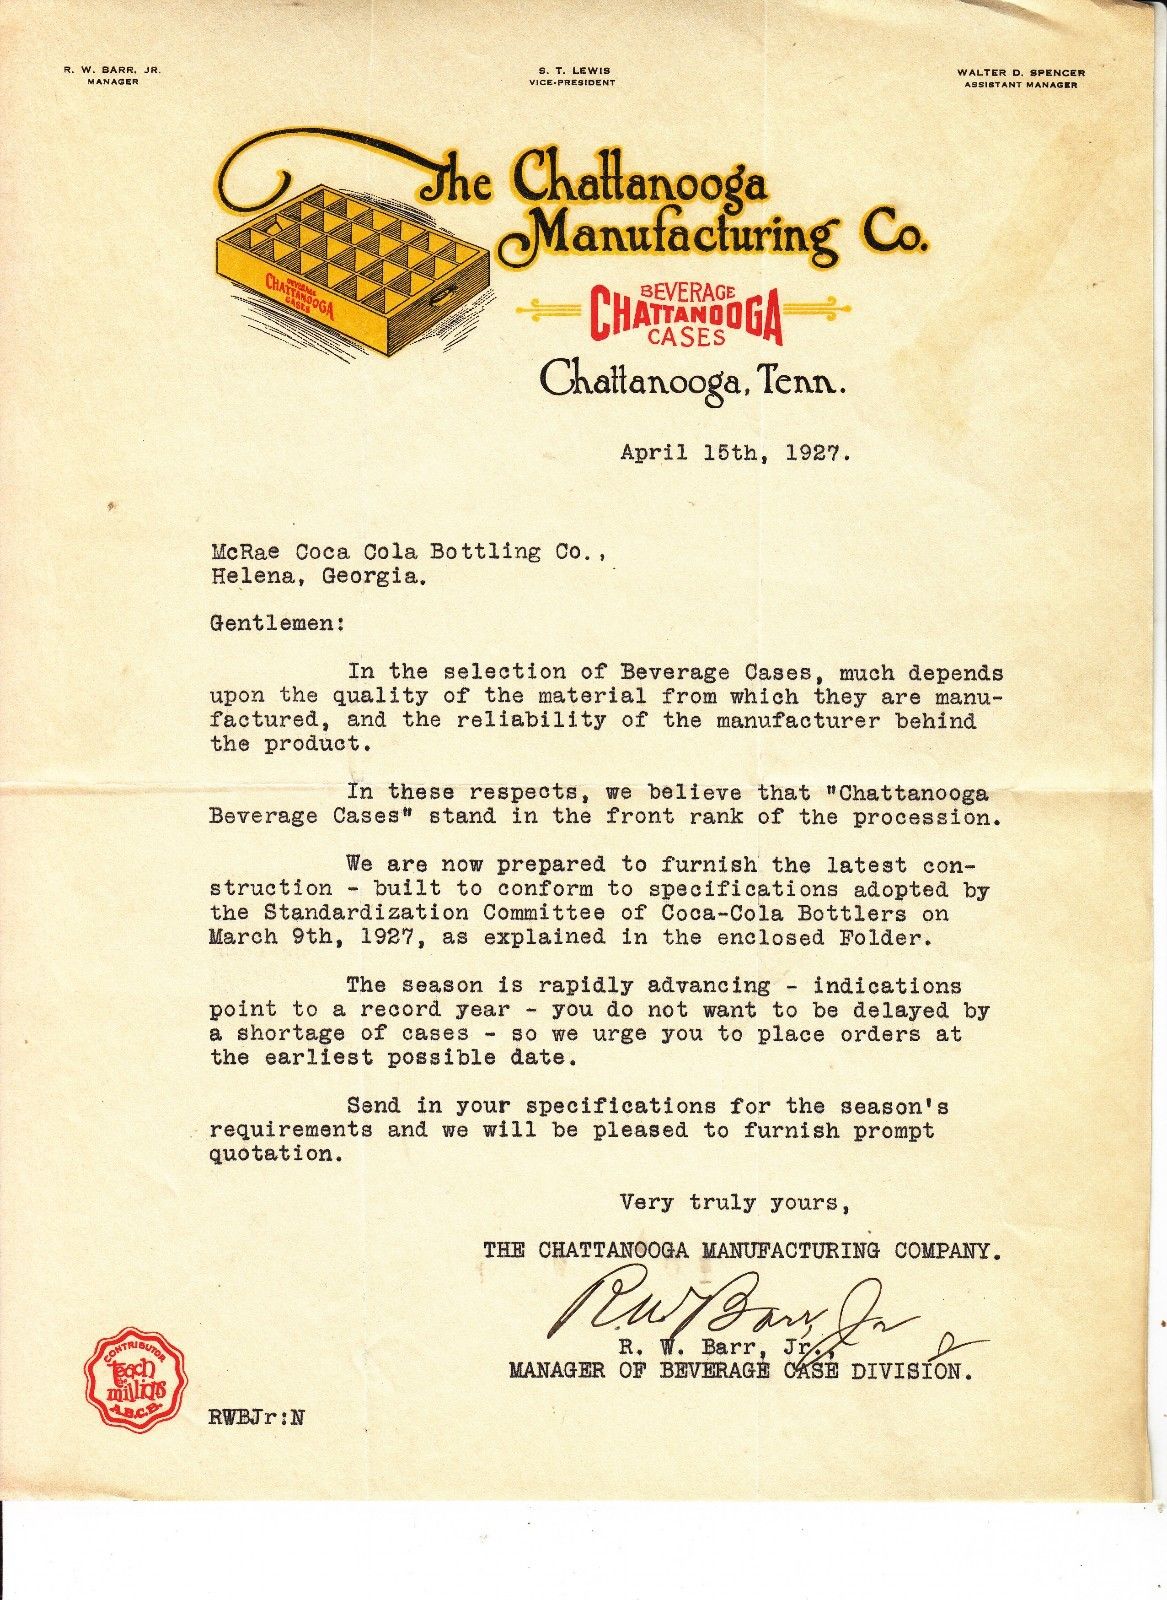 R. W. BARR, JR.
MANAGER
S. T. LEWIS
VICE-PRESIDENT
WALTER D. SPENCER
ASSISTANT MANAGER
The Chattanooga
Manufacturing Co.
BEVERAGE
CHATTANOOGA
CASES
BEVERAGE
CHATTANOOGA
CASES
Chattanooga, Tenn.
April 15th, 1927.
McRae Coca Cola Bottling Co.,
Helena, Georgia.
Gentlemen:
In the selection of Beverage Cases, much depends
upon the quality of the material from which they are manu-
factured, and the reliability of the manufacturer behind
the product.
In these respects, we believe that "Chattanooga
Beverage Cases" stand in the front rank of the procession.
We are now prepared to furnish the latest con-
struction - built to conform to specifications adopted by
the Standardization Committee of Coca-Cola Bottlers on
March 9th, 1927, as explained in the enclosed Folder.
The season is rapidly advancing - indications
point to a record year - you do not want to be delayed by
a shortage of cases - so we urge you to place orders at
the earliest possible date.
Send in your specifications for the season's
requirements and we will be pleased to furnish prompt
quotation.
Very truly yours,
THE CHATTANOOGA MANUFACTURING COMPANY.
R. W. Barr, Jr
R. W. Barr, Jr.,
MANAGER OF BEVERAGE CASE DIVISION.
CONTRIBUTOR
teach
the
millions
A.B.C.B.
RWBJr:N